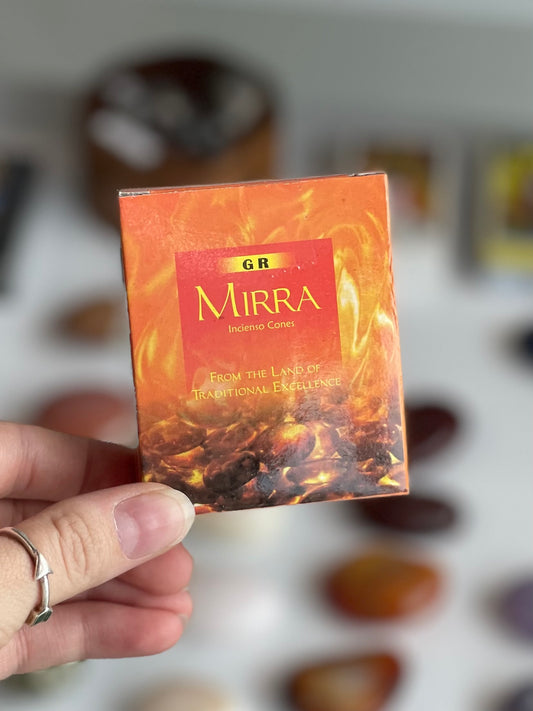 GR
MIRRA
Incienso Cones
FROM THE LAND OF
TRADITIONAL EXCELLENCE